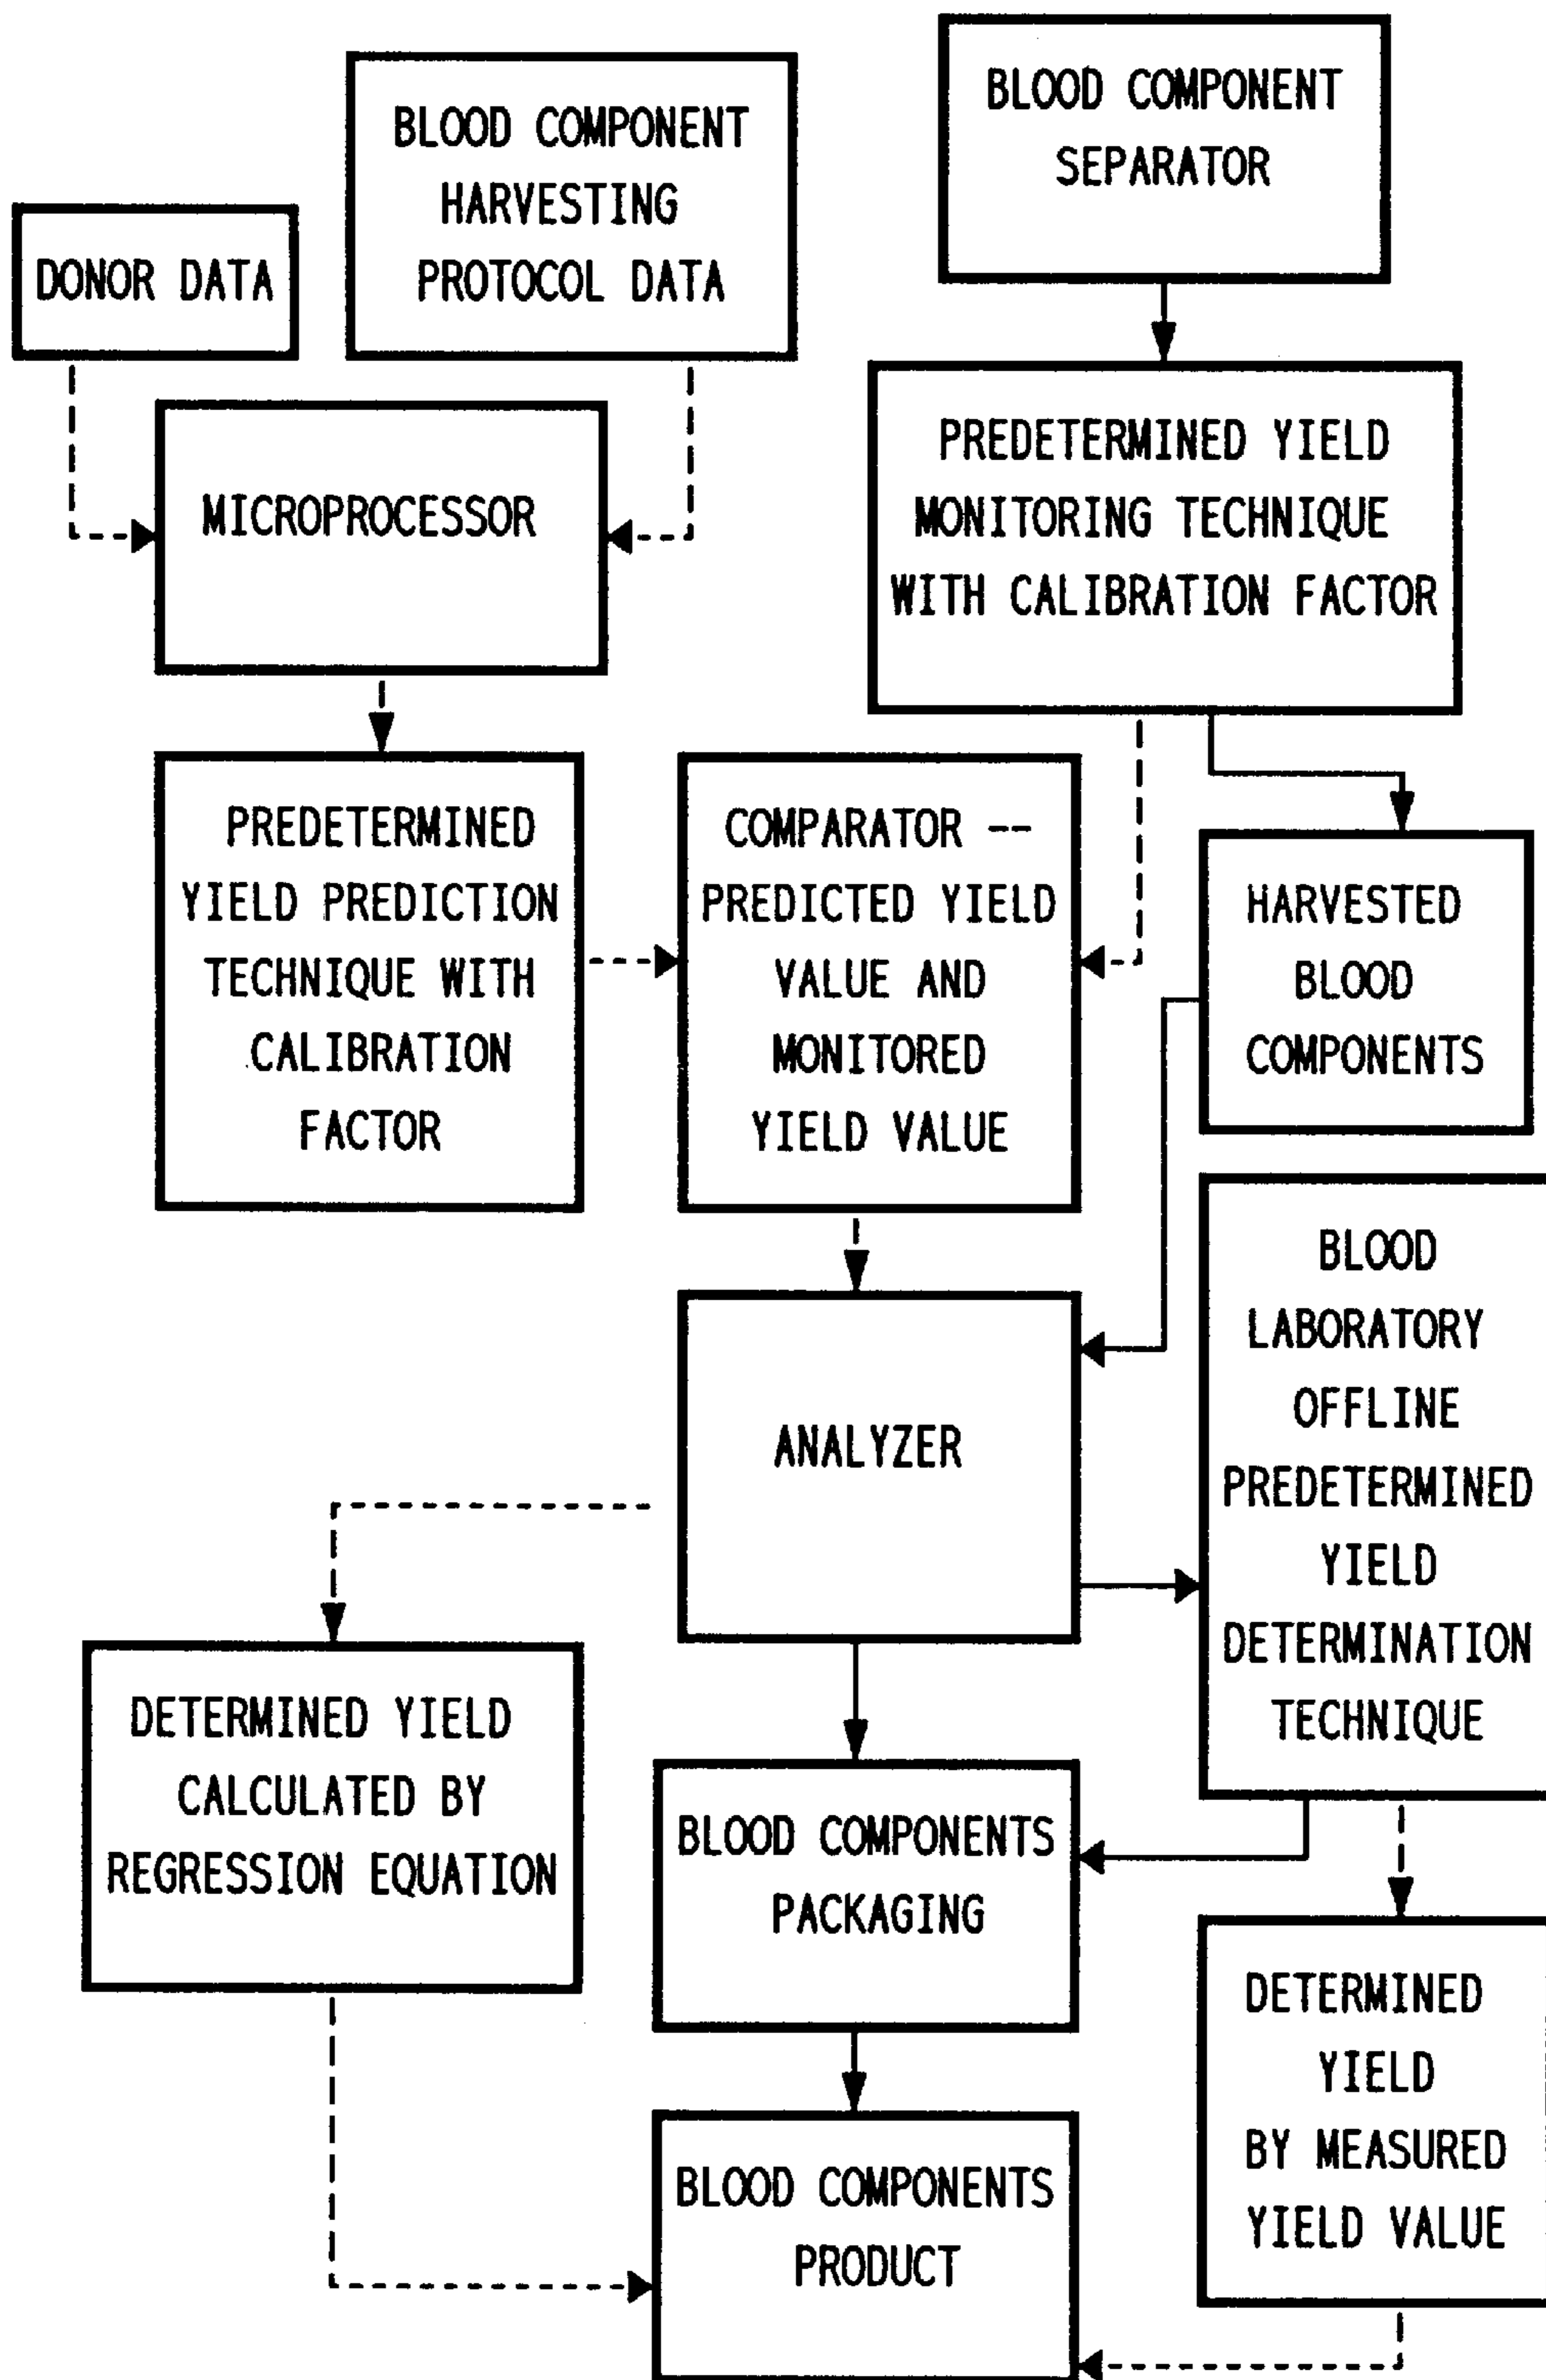 BLOOD COMPONENT
SEPARATOR
BLOOD COMPONENT
HARVESTING
PROTOCOL DATA
DONOR DATA
MICROPROCESSOR
PREDETERMINED YIELD
MONITORING TECHNIQUE
WITH CALIBRATION FACTOR
PREDETERMINED
YIELD PREDICTION
TECHNIQUE WITH
CALIBRATION
FACTOR
COMPARATOR --
PREDICTED YIELD
VALUE AND
MONITORED
YIELD VALUE
HARVESTED
BLOOD
COMPONENTS
BLOOD
LABORATORY
OFFLINE
PREDETERMINED
YIELD
DETERMINATION
TECHNIQUE
ANALYZER
DETERMINED YIELD
CALCULATED BY
REGRESSION EQUATION
BLOOD COMPONENTS
PACKAGING
DETERMINED
YIELD
BY MEASURED
YIELD VALUE
BLOOD COMPONENTS
PRODUCT